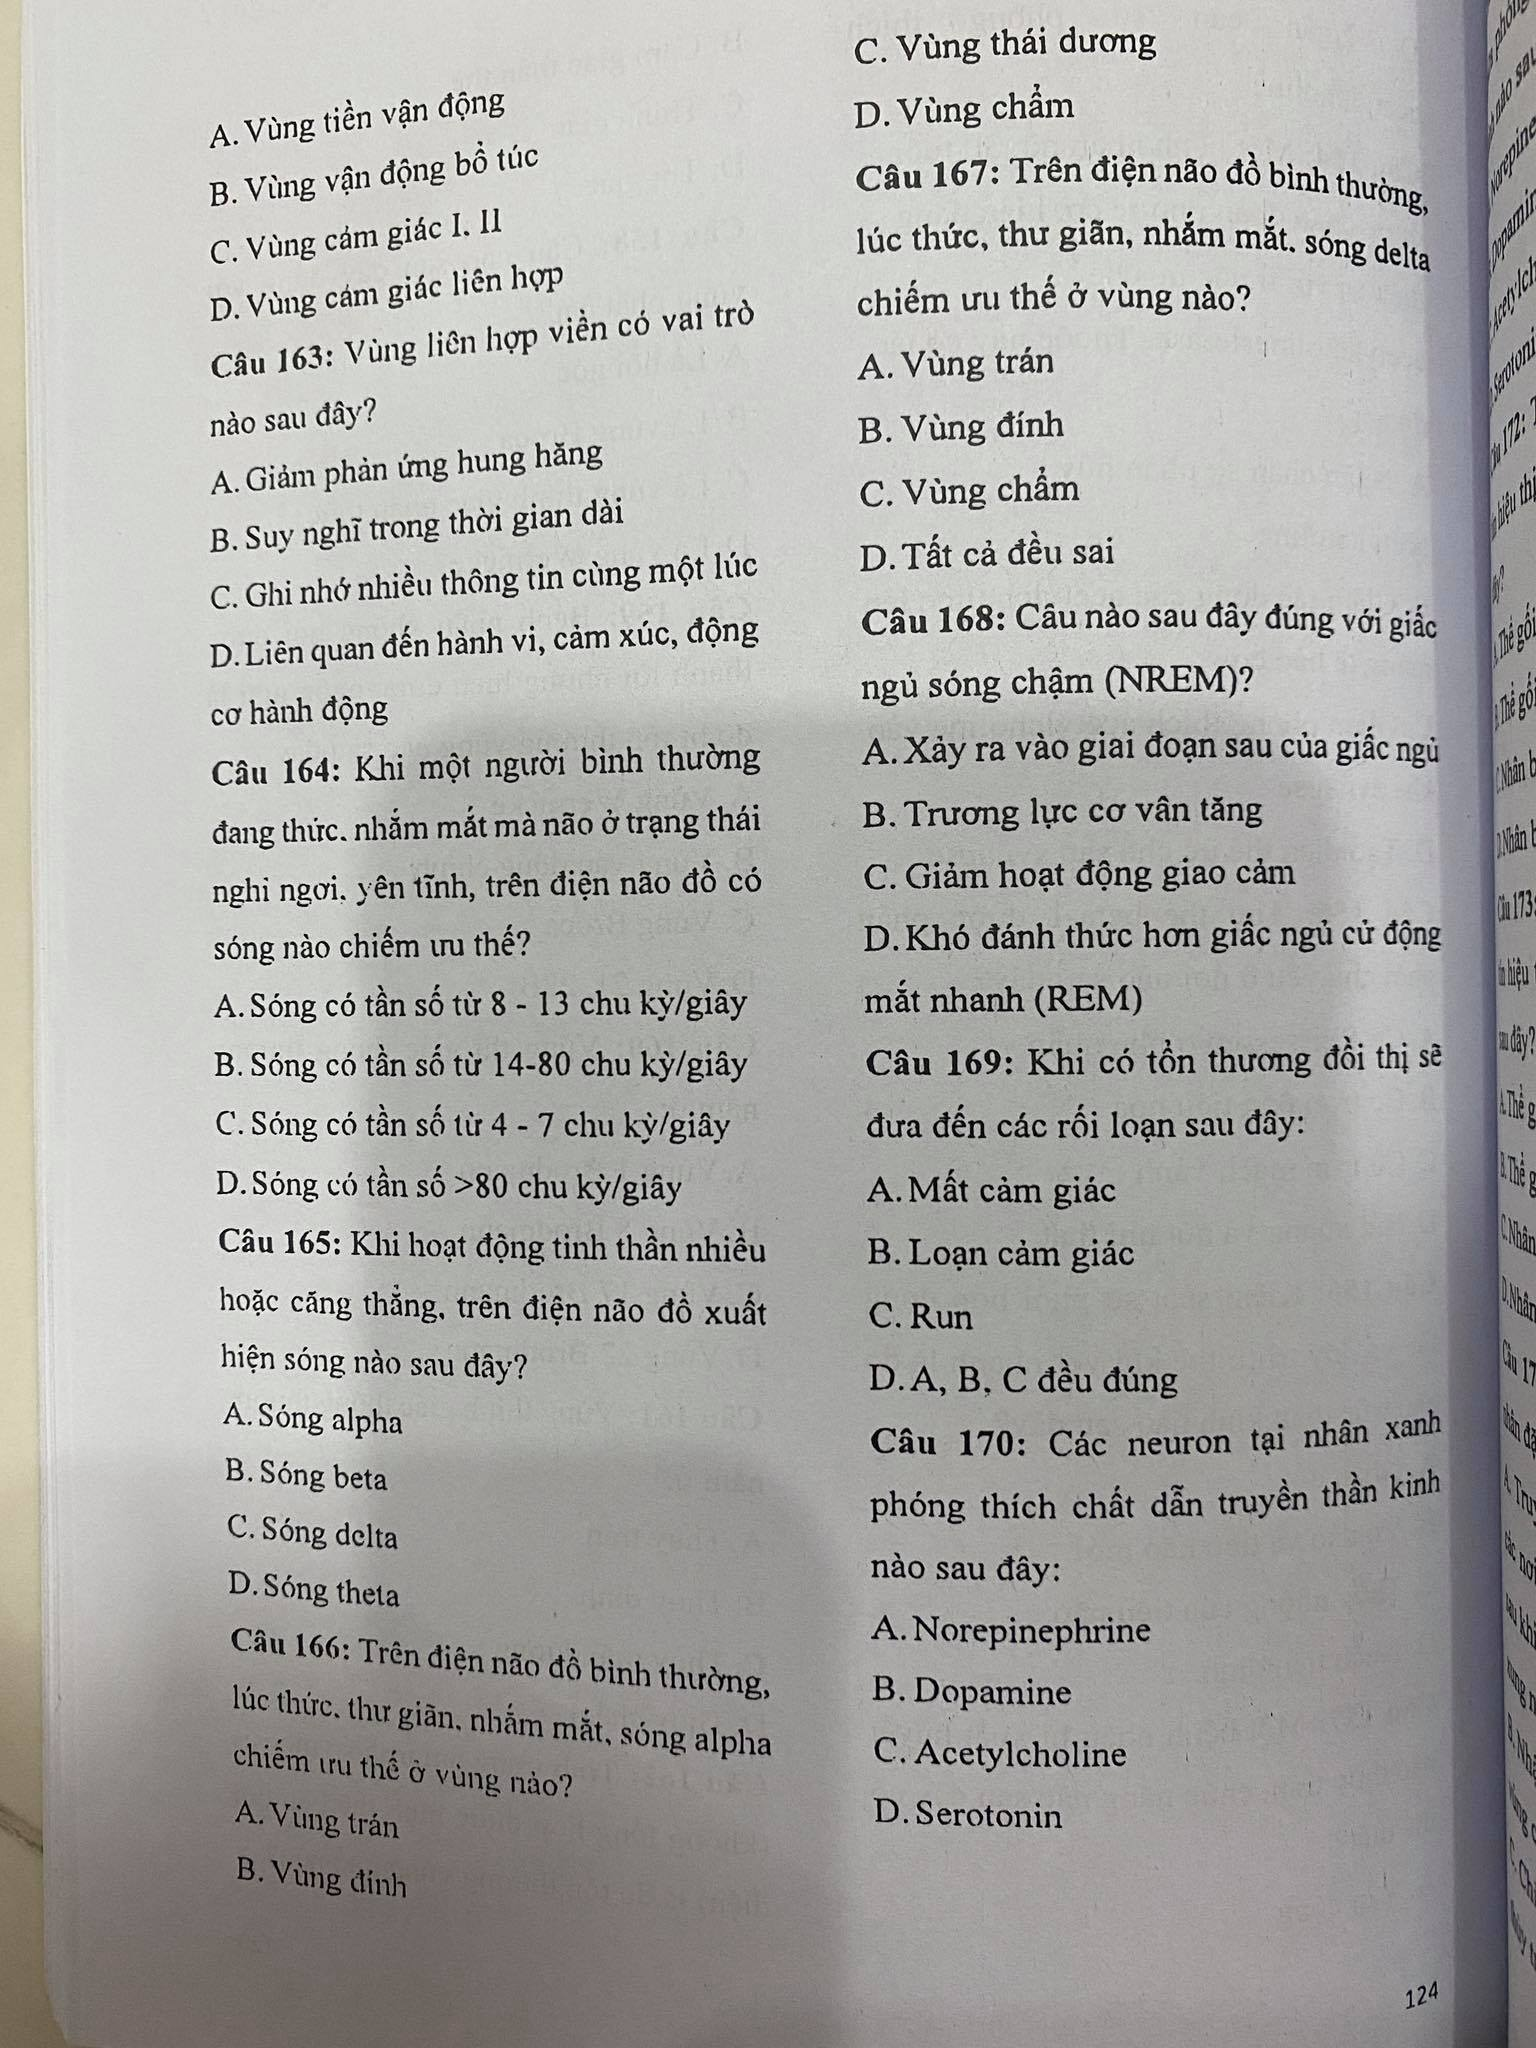 A. Vùng tiền vận động
B. Vùng vận động bổ túc
C. Vùng cảm giác I, II
D. Vùng cảm giác liên hợp
Câu 163: Vùng liên hợp viền có vai trò
nào sau đây?
A. Giảm phản ứng hung hăng
B. Suy nghĩ trong thời gian dài
C. Ghi nhớ nhiều thông tin cùng một lúc
D. Liên quan đến hành vi, cảm xúc, động
cơ hành động
Câu 164: Khi một người bình thường
đang thức, nhắm mắt mà não ở trạng thái
nghỉ ngơi, yên tĩnh, trên điện não đồ có
sóng nào chiếm ưu thế?
A. Sóng có tần số từ 8 - 13 chu kỳ/giây
B. Sóng có tần số từ 14-80 chu kỳ/giây
C. Sóng có tần số từ 4 - 7 chu kỳ/giây
D. Sóng có tần số >80 chu kỳ/giây
Câu 165: Khi hoạt động tinh thần nhiều
hoặc căng thẳng, trên điện não đồ xuất
hiện sóng nào sau đây?
A. Sóng alpha
B. Sóng beta
C. Sóng delta
D. Sóng theta
Câu 166: Trên điện não đồ bình thường,
lúc thức, thư giãn, nhắm mắt, sóng alpha
chiếm ưu thế ở vùng nào?
A. Vùng trán
B. Vùng đính
C. Vùng thái dương
D. Vùng chẩm
Câu 167: Trên điện não đồ bình thường,
lúc thức, thư giãn, nhắm mắt, sóng delta
chiếm ưu thế ở vùng nào?
A. Vùng trán
B. Vùng đính
C. Vùng chẩm
D. Tất cả đều sai
Câu 168: Câu nào sau đây đúng với giấc
ngủ sóng chậm (NREM)?
A. Xảy ra vào giai đoạn sau của giấc ngủ
B. Trương lực cơ vân tăng
C. Giảm hoạt động giao cảm
D. Khó đánh thức hơn giấc ngủ cử động
mắt nhanh (REM)
Câu 169: Khi có tổn thương đồi thị sẽ
đưa đến các rối loạn sau đây:
A. Mất cảm giác
B. Loạn cảm giác
C. Run
D. A, B, C đều đúng
Câu 170: Các neuron tại nhân xanh
phóng thích chất dẫn truyền thần kinh
nào sau đây:
A. Norepinephrine
B. Dopamine
C. Acetylcholine
D. Serotonin
124